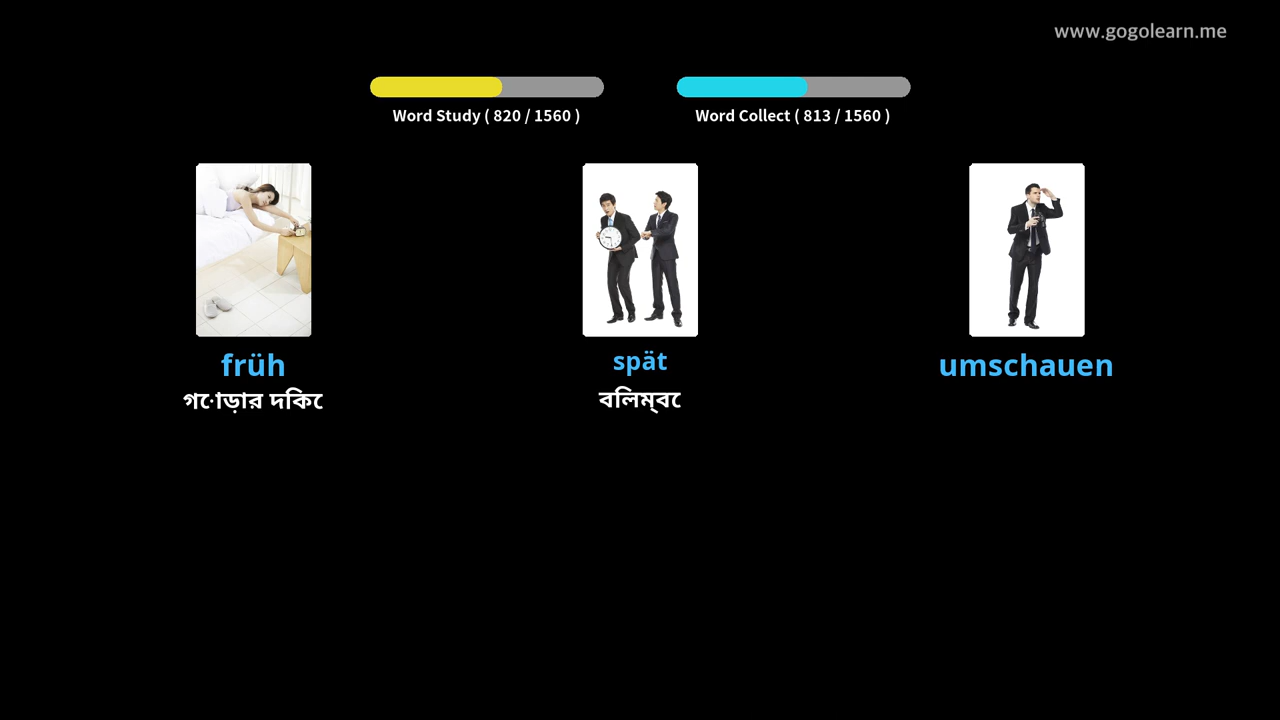 www.gogolearn.me
Word Study ( 820 / 1560 )
Word Collect ( 813 / 1560 )
früh
গোড়ার দিকে
spät
বিলম্বে
umschauen